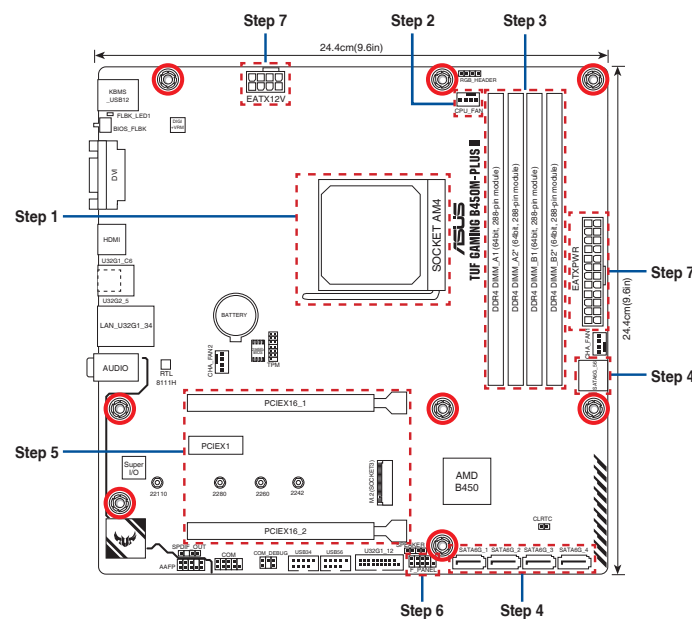 Step 7
Step 2
Step 3
24.4cm(9.6in)
KBMS
_USB12
EATX12V
RGB_HEADER
CPU_FAN
FLBK_LED1
BIOS_FLBK
DIGI
+VRM
DVI
Step 1
SOCKET AM4
ASUS
TUF GAMING B450M-PLUS II
DDR4 DIMM_A1 (64bit, 288-pin module)
DDR4 DIMM_A2* (64bit, 288-pin module)
DDR4 DIMM_B1 (64bit, 288-pin module)
DDR4 DIMM_B2* (64bit, 288-pin module)
EATXPWR
Step 7
24.4cm(9.6in)
HDMI
U32G1_C6
U32G2_5
LAN_U32G1_34
BATTERY
CHA_FAN2
TPM
CHA_FAN1
AUDIO
RTL
8111H
SATA6G_56
Step 4
PCIEX16_1
Step 5
PCIEX1
Super
I/O
22110
2280
2260
2242
M.2(SOCKET3)
AMD
B450
CLRTC
PCIEX16_2
SPDIF_OUT
AAFP
COM
COM_DEBUG
USB34
USB56
U32G1_12
SPEAKER
F_PANEL
SATA6G_1
SATA6G_2
SATA6G_3
SATA6G_4
Step 6
Step 4